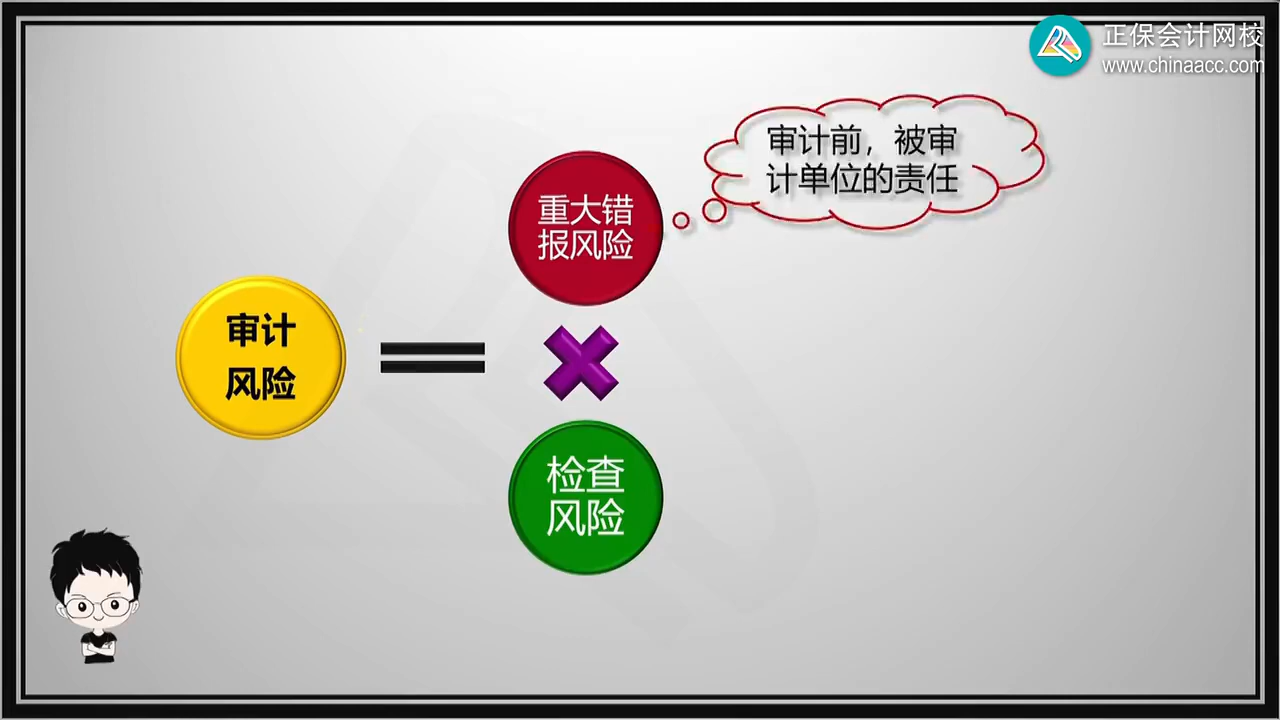 正保会计网校
www.chinaacc.com
审计前，被审
计单位的责任
重大错
报风险
审计
风险
检查
风险